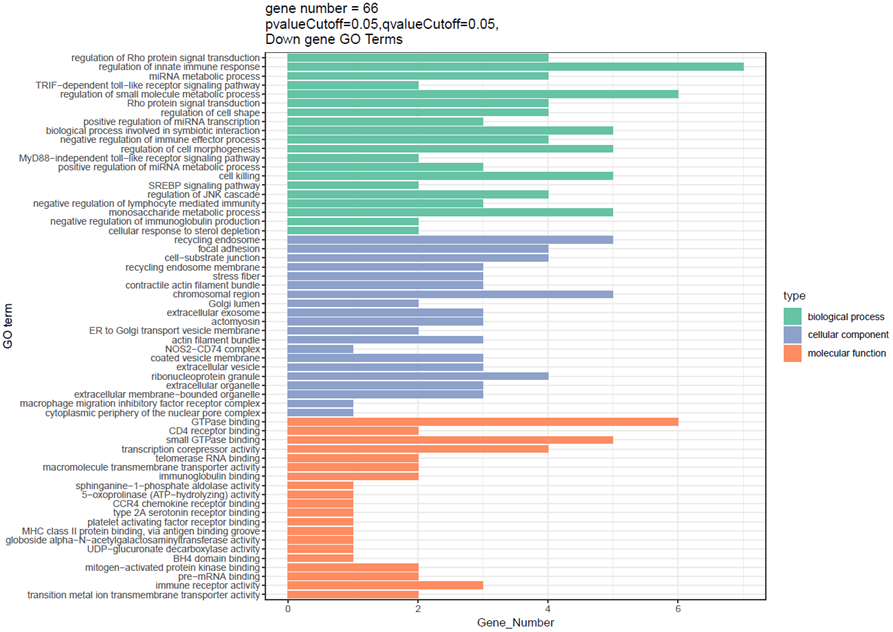 gene number = 66
pvalueCutoff=0.05,qvalueCutoff=0.05,
Down gene GO Terms
regulation of Rho protein signal transduction
regulation of innate immune response
miRNA metabolic process
TRIF-dependent toll-like receptor signaling pathway
regulation of small molecule metabolic process
Rho protein signal transduction
regulation of cell shape
positive regulation of miRNA transcription
biological process involved in symbiotic interaction
negative regulation of immune effector process
regulation of cell morphogenesis
MyD88-independent toll-like receptor signaling pathway
positive regulation of miRNA metabolic process
cell killing
SREBP signaling pathway
regulation of JNK cascade
negative regulation of lymphocyte mediated immunity
monosaccharide metabolic process
negative regulation of immunoglobulin production
cellular response to sterol depletion
recycling endosome
focal adhesion
cell-substrate junction
recycling endosome membrane
stress fiber
contractile actin filament bundle
chromosomal region
Golgi lumen
extracellular exosome
actomyosin
ER to Golgi transport vesicle membrane
actin filament bundle
NOS2-CD74 complex
coated vesicle membrane
extracellular vesicle
ribonucleoprotein granule
extracellular organelle
extracellular membrane-bounded organelle
macrophage migration inhibitory factor receptor complex
cytoplasmic periphery of the nuclear pore complex
GTPase binding
CD4 receptor binding
small GTPase binding
transcription corepressor activity
telomerase RNA binding
macromolecule transmembrane transporter activity
immunoglobulin binding
sphinganine-1-phosphate aldolase activity
5-oxoprolinase (ATP-hydrolyzing) activity
CCR4 chemokine receptor binding
type 2A serotonin receptor binding
platelet activating factor receptor binding
MHC class II protein binding, via antigen binding groove
globoside alpha-N-acetylgalactosaminyltransferase activity
UDP-glucuronate decarboxylase activity
BH4 domain binding
mitogen-activated protein kinase binding
pre-mRNA binding
immune receptor activity
transition metal ion transmembrane transporter activity
GO term
0 2 4 6
Gene_Number
type
biological process
cellular component
molecular function